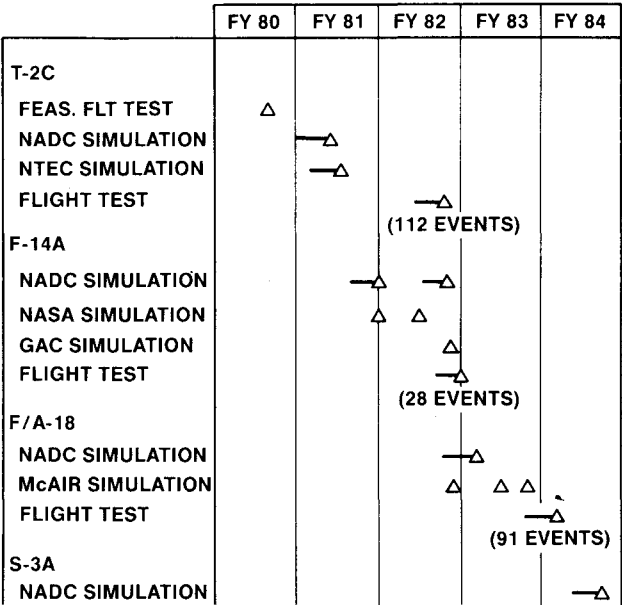 FY 80 FY 81 FY 82 FY 83 FY 84
T-2C
FEAS. FLT TEST
NADC SIMULATION
NTEC SIMULATION
FLIGHT TEST
(112 EVENTS)
F-14A
NADC SIMULATION
NASA SIMULATION
GAC SIMULATION
FLIGHT TEST
(28 EVENTS)
F/A-18
NADC SIMULATION
McAIR SIMULATION
FLIGHT TEST
(91 EVENTS)
S-3A
NADC SIMULATION